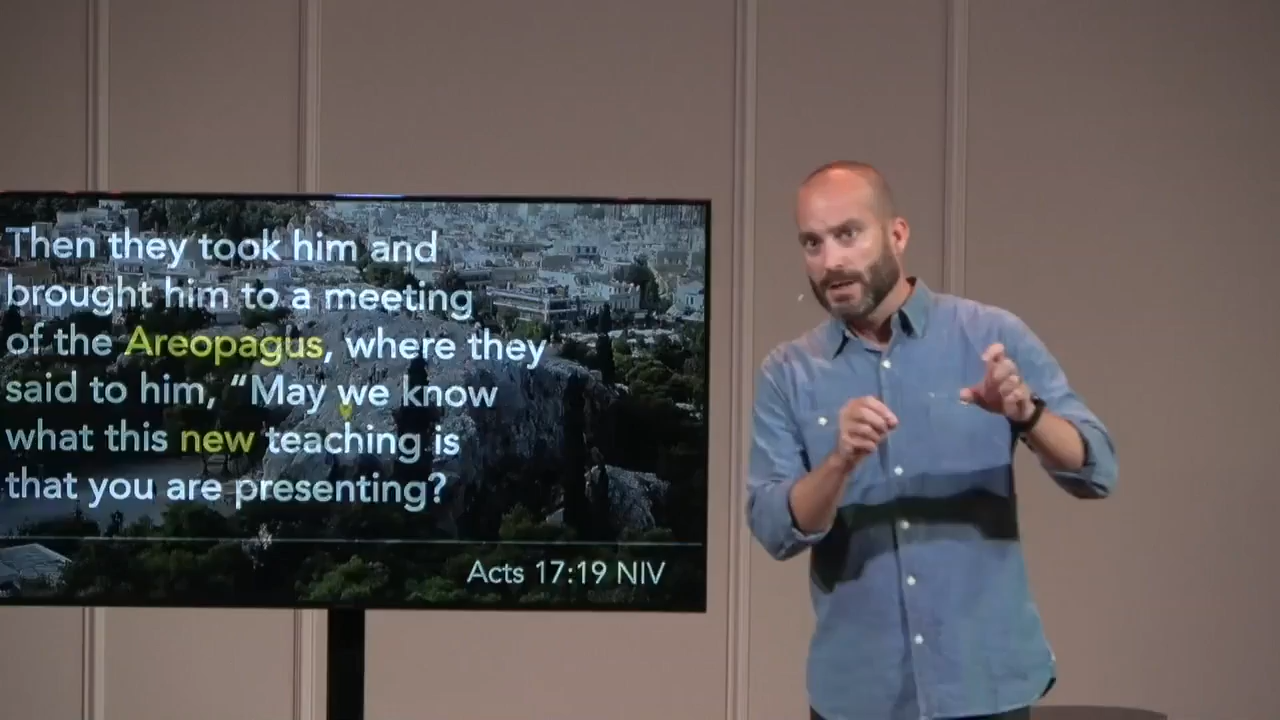 Then they took him and
brought him to a meeting
of the Areopagus, where they
said to him, “May we know
what this new teaching is
that you are presenting?
Acts 17:19 NIV